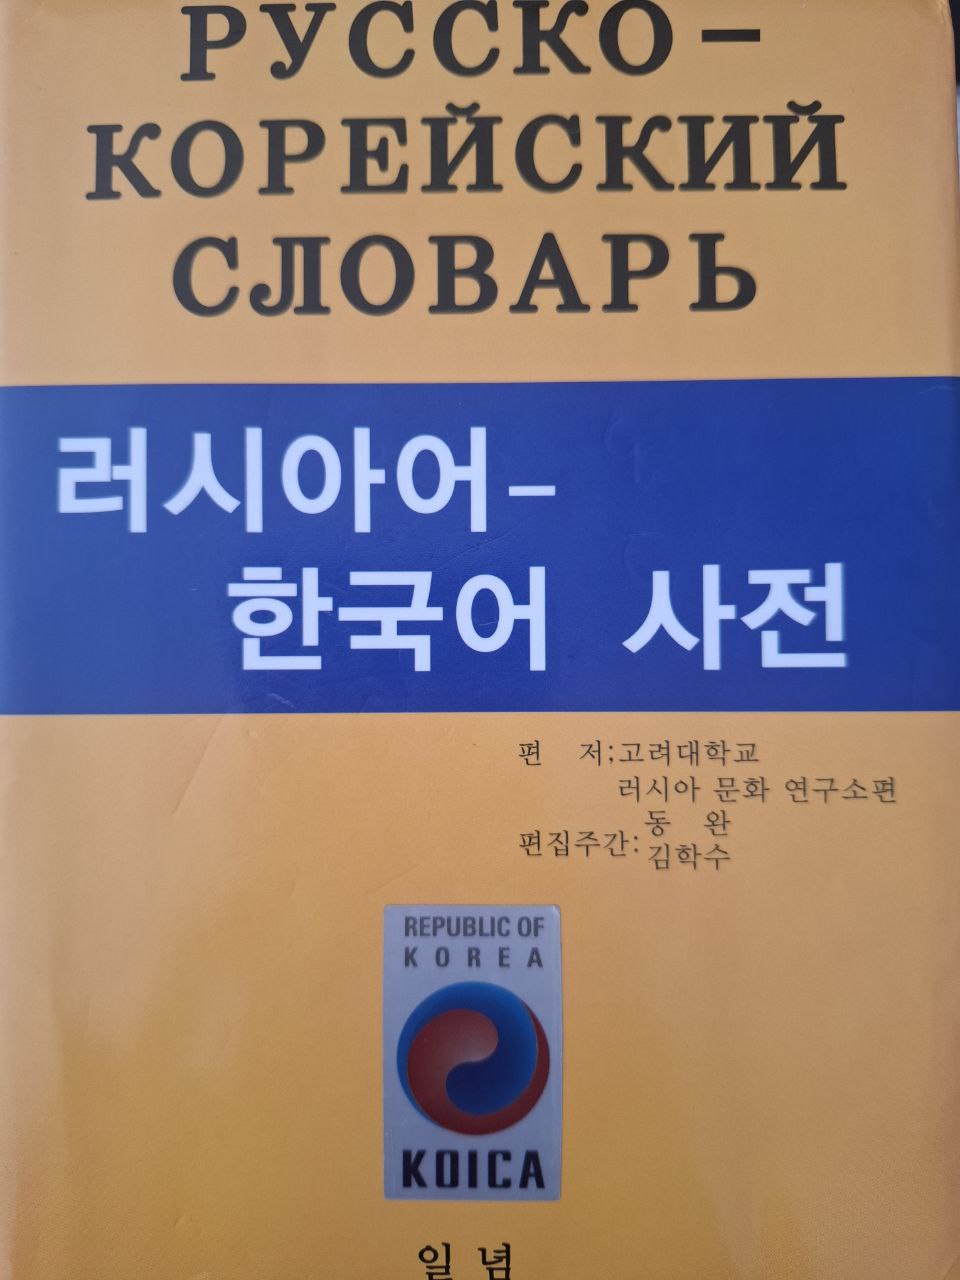 РУССКО-
КОРЕЙСКИЙ
СЛОВАРЬ
러시아어-
한국어 사전
편 저;고려대학교
러시아 문화 연구소편
동 완
편집주간:
김학수
REPUBLIC OF
KOREA
KOICA
일념